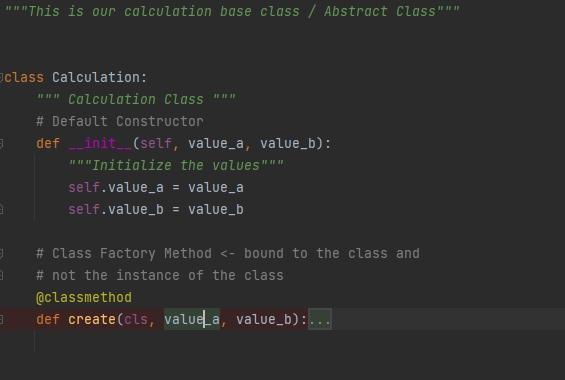 """This is our calculation base class / Abstract Class"""
class Calculation:
""" Calculation Class """
# Default Constructor
def __init__(self, value_a, value_b):
"""Initialize the values"""
self.value_a = value_a
self.value_b = value_b
# Class Factory Method <- bound to the class and
# not the instance of the class
@classmethod
def create(cls, value_a, value_b):...